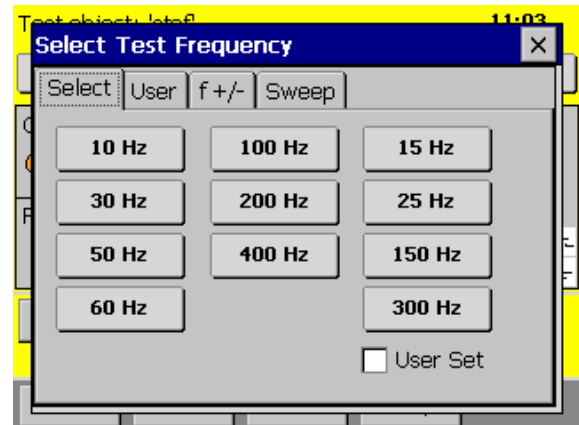 11:03
Select Test Frequency
Select User f +/- Sweep
10 Hz 100 Hz 15 Hz
30 Hz 200 Hz 25 Hz
50 Hz 400 Hz 150 Hz
60 Hz 300 Hz
User Set